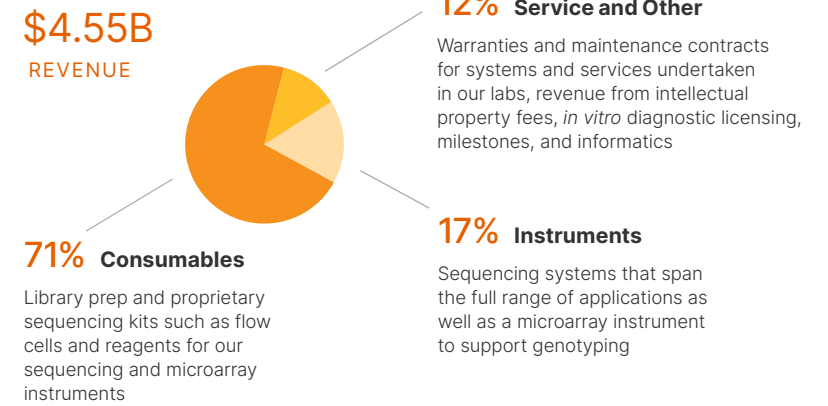 $4.55B
REVENUE
12% Service and Other
Warranties and maintenance contracts
for systems and services undertaken
in our labs, revenue from intellectual
property fees, in vitro diagnostic licensing,
milestones, and informatics
17% Instruments
Sequencing systems that span
the full range of applications as
well as a microarray instrument
to support genotyping
71% Consumables
Library prep and proprietary
sequencing kits such as flow
cells and reagents for our
sequencing and microarray
instruments